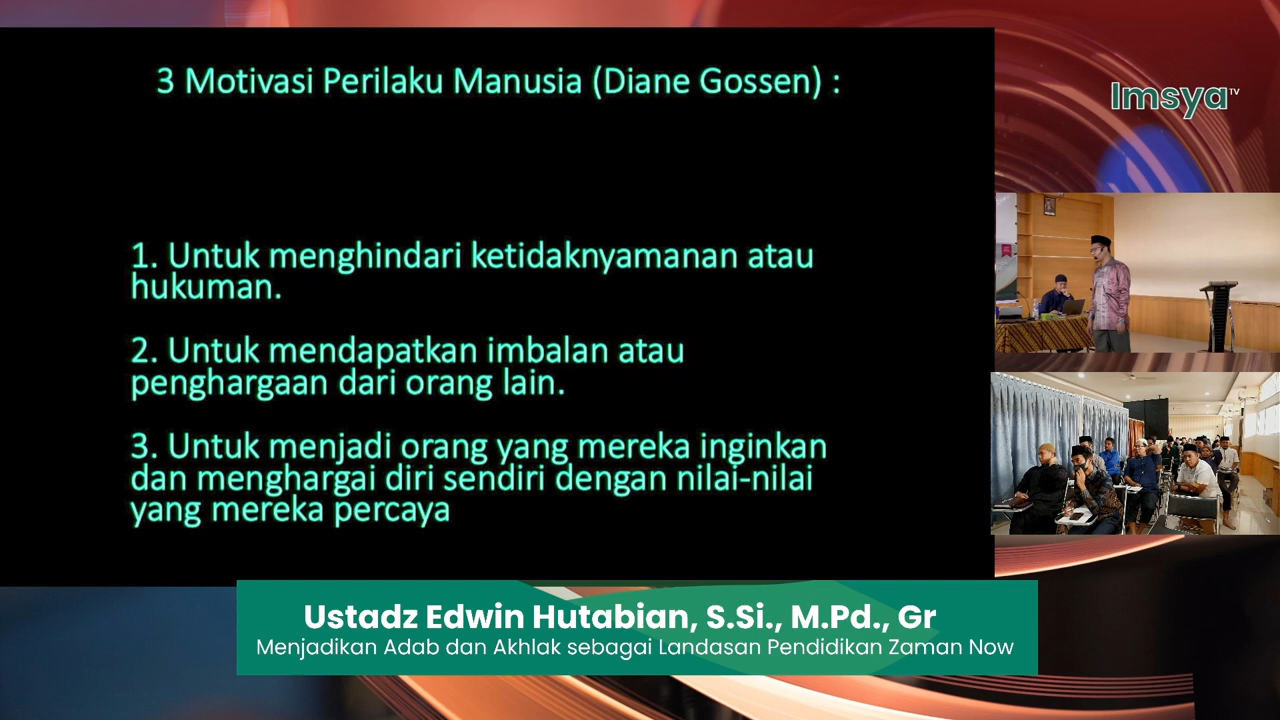 3 Motivasi Perilaku Manusia (Diane Gossen) :
1. Untuk menghindari ketidaknyamanan atau
hukuman.
2. Untuk mendapatkan imbalan atau
penghargaan dari orang lain.
3. Untuk menjadi orang yang mereka inginkan
dan menghargai diri sendiri dengan nilai-nilai
yang mereka percaya
Imsya TV
Ustadz Edwin Hutabian, S.Si., M.Pd., Gr
Menjadikan Adab dan Akhlak sebagai Landasan Pendidikan Zaman Now